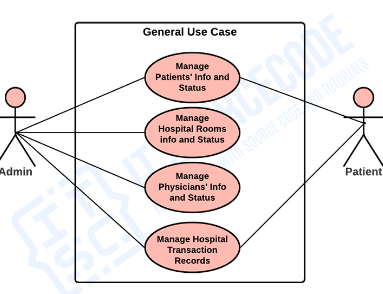 General Use Case
Manage
Patients' Info and
Status
Manage
Hospital Rooms
info and Status
Manage
Physicians' Info
and Status
Manage Hospital
Transaction
Records
Admin
Patient